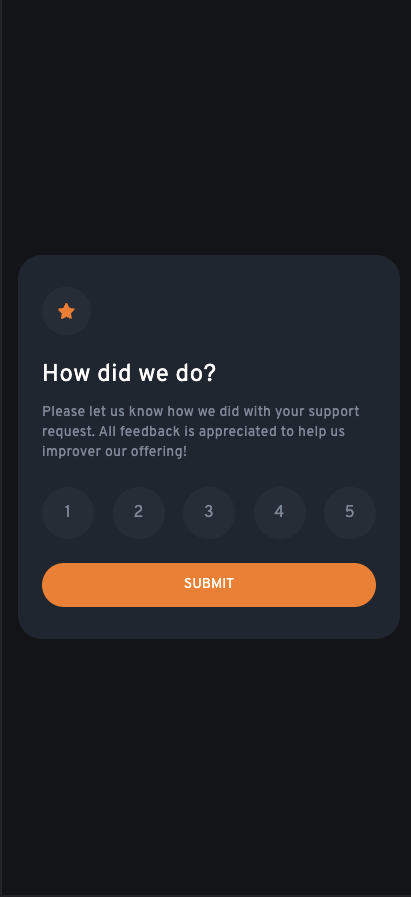 How did we do?
Please let us know how we did with your support
request. All feedback is appreciated to help us
improver our offering!
1 2 3 4 5
SUBMIT